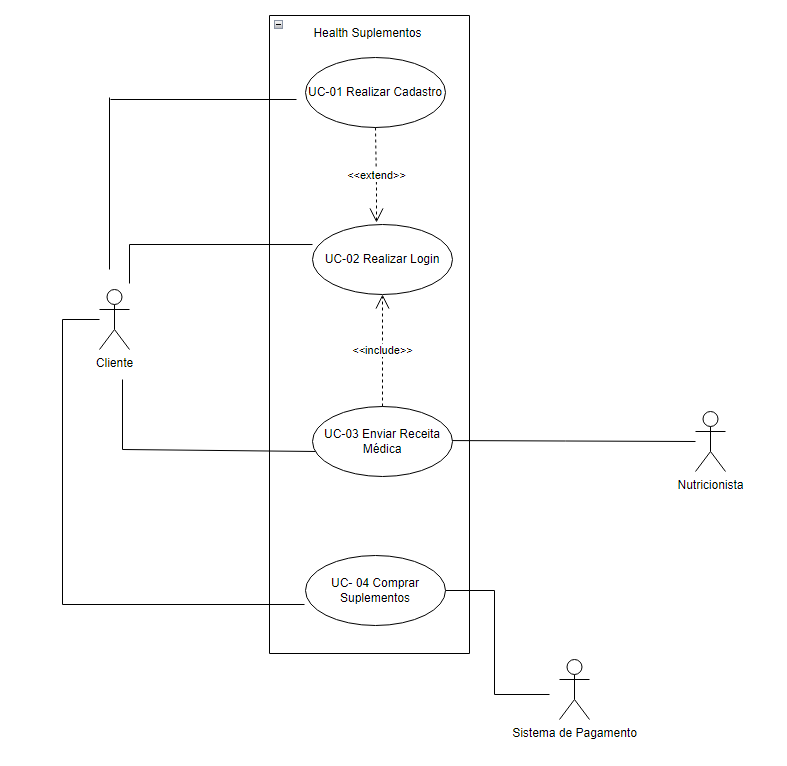 Health Suplementos
UC-01 Realizar Cadastro
<<extend>>
UC-02 Realizar Login
Cliente
<<include>>
UC-03 Enviar Receita
Médica
Nutricionista
UC- 04 Comprar
Suplementos
Sistema de Pagamento